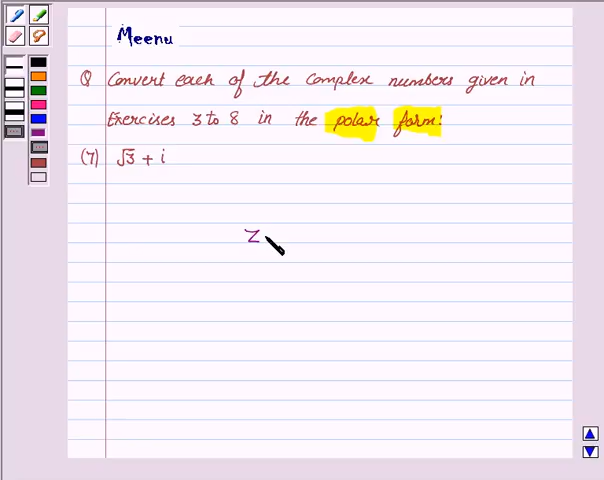 Meenu
Q Convert each of the complex numbers given in
Exercises 3 to 8 in the polar form:
(7) √3 + i
Z